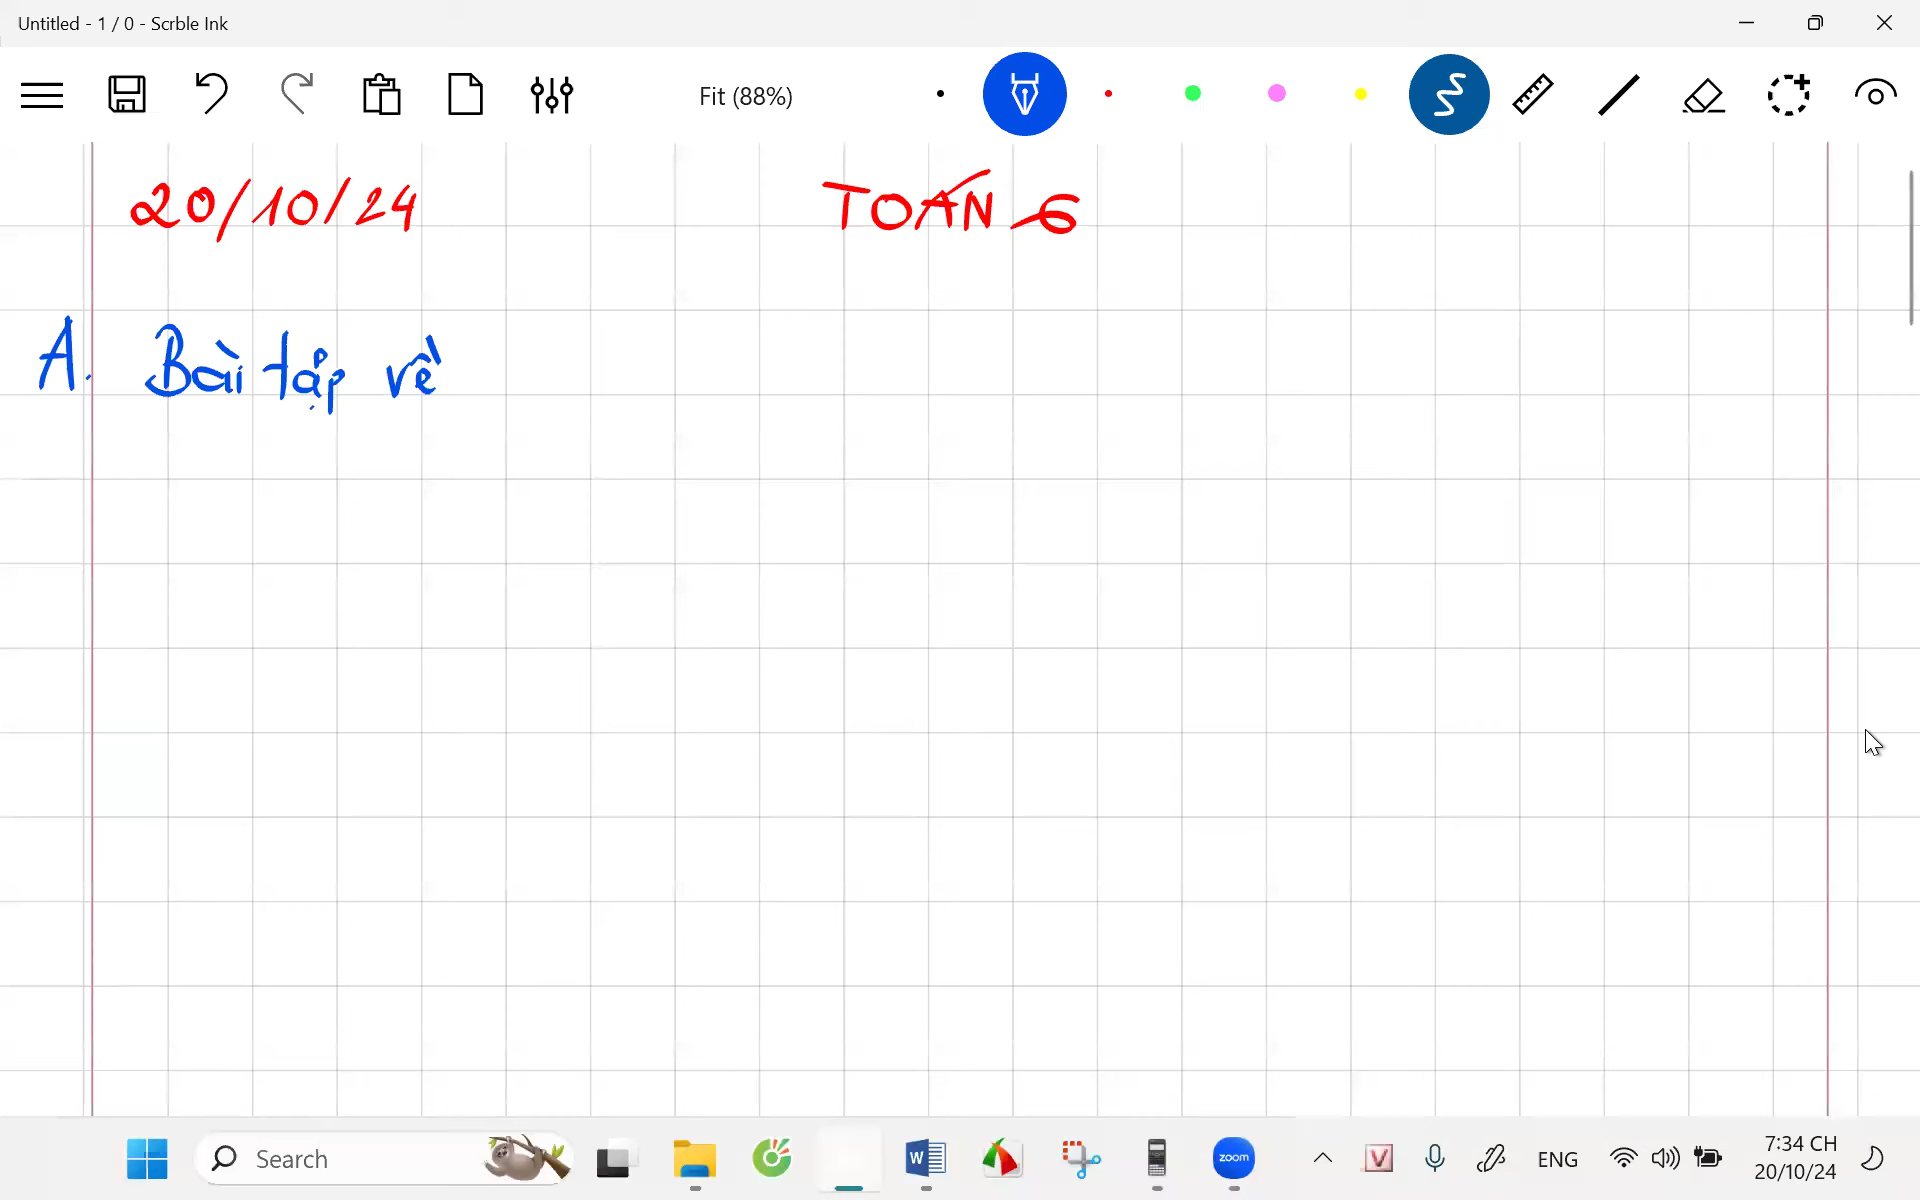 Untitled - 1 / 0 - Scrble Ink
Fit (88%)
20/10/24 TOÁN 6
A. Bài tập về
Search
W
zoom
V
ENG
7:34 CH
20/10/24